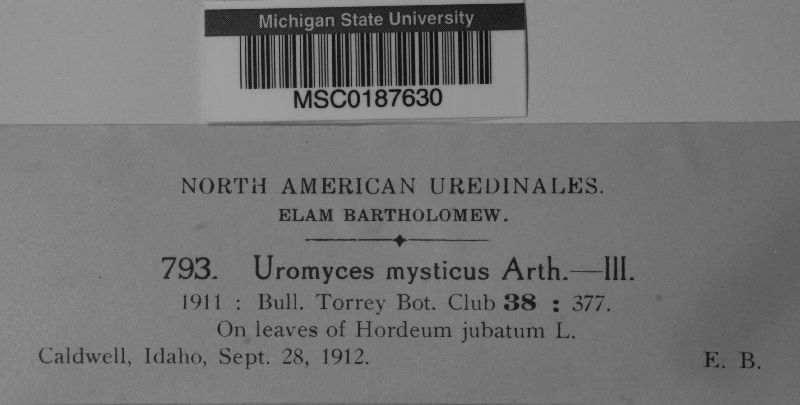 Michigan State University
MSC0187630
NORTH AMERICAN UREDINALES.
ELAM BARTHOLOMEW.
793. Uromyces mysticus Arth.—III.
1911 : Bull. Torrey Bot. Club 38 : 377.
On leaves of Hordeum jubatum L.
Caldwell, Idaho, Sept. 28, 1912. E. B.